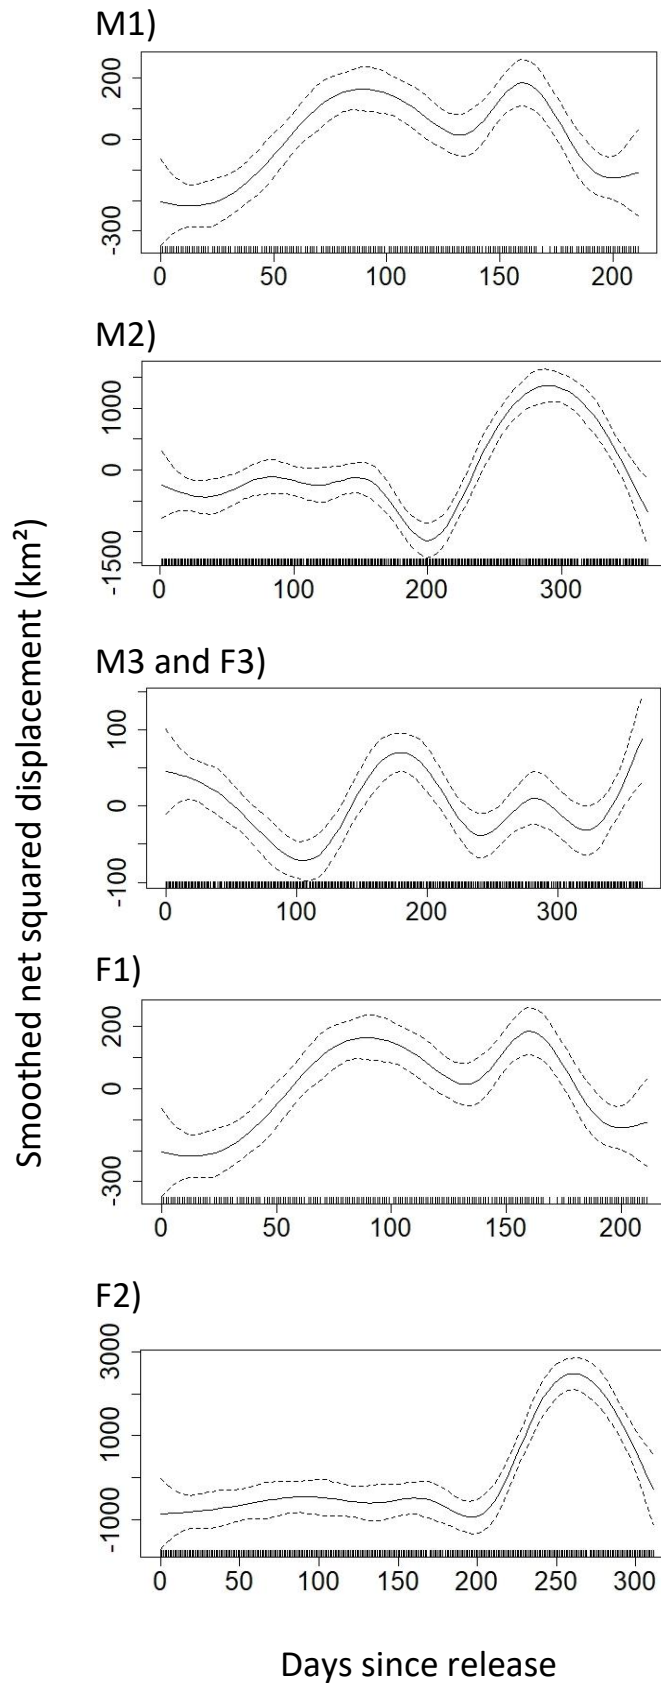 M1)
200
0
-300
0 50 100 150 200
M2)
1000
0
-1500
0 100 200 300
M3 and F3)
100
0
-100
0 100 200 300
F1)
200
0
-300
0 50 100 150 200
F2)
3000
1000
-1000
0 50 100 150 200 250 300
Smoothed net squared displacement (km²)
Days since release